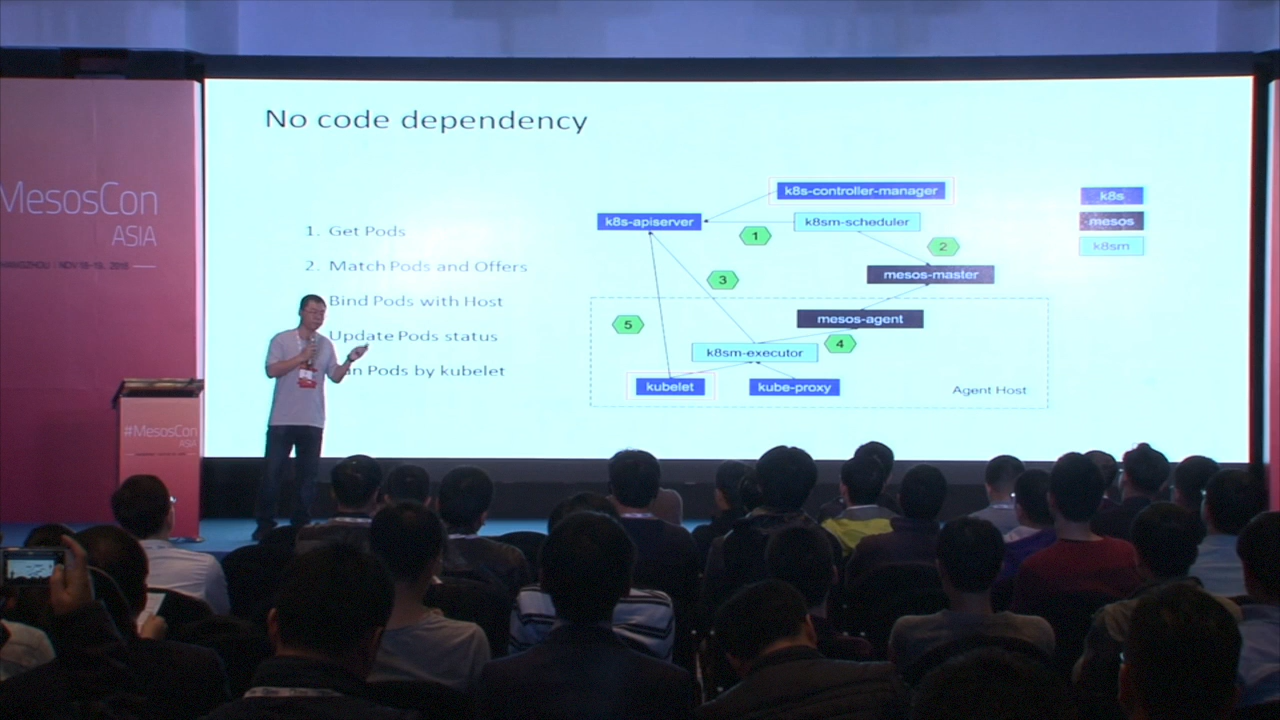 No code dependency
MesosCon
ASIA
1. Get Pods
2. Match Pods and Offers
Bind Pods with Host
Update Pods status
Pods by kubelet
k8s-controller-manager
k8s-apiserver
k8sm-scheduler
1
2
mesos-master
3
mesos-agent
5
4
k8sm-executor
kubelet
kube-proxy
Agent Host
k8s
mesos
k8sm
#MesosCon
ASIA